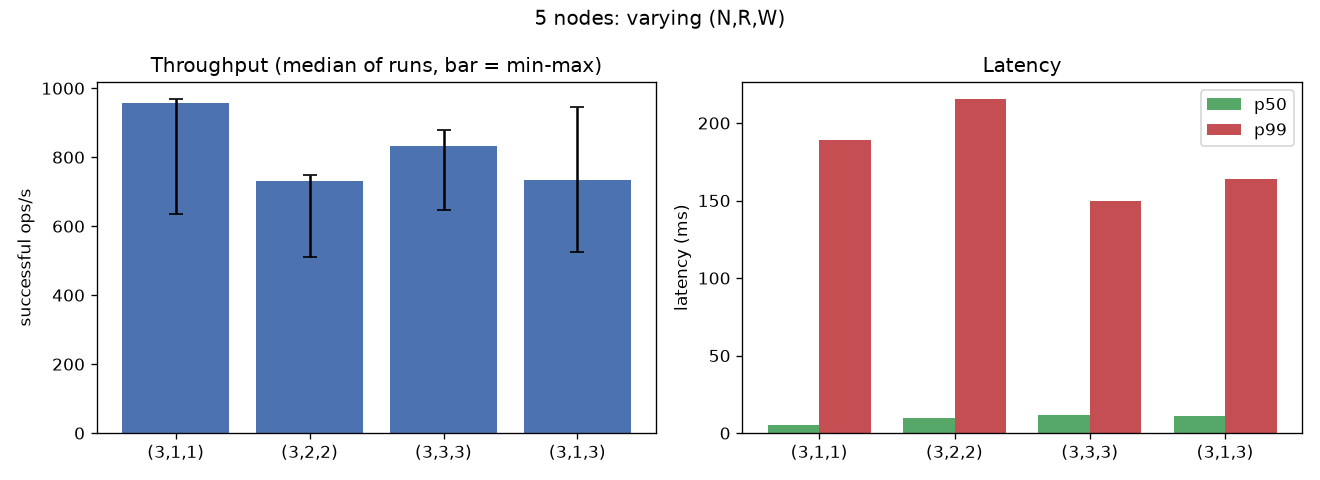 5 nodes: varying (N,R,W)
Throughput (median of runs, bar = min-max)
successful ops/s
1000
800
600
400
200
0
(3,1,1)
(3,2,2)
(3,3,3)
(3,1,3)
Latency
latency (ms)
200
150
100
50
0
(3,1,1)
(3,2,2)
(3,3,3)
(3,1,3)
p50
p99